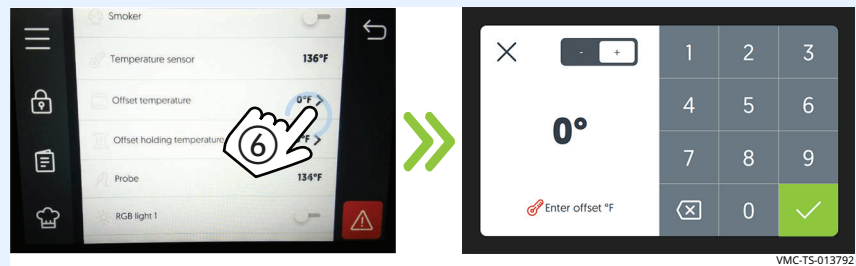 Smoker
Temperature sensor 136°F
Offset temperature 0°F >
Offset holding temperature °F >
6
Probe 134°F
RGB light 1
- +
0°
Enter offset °F
1 2 3
4 5 6
7 8 9
0
VMC-TS-013792